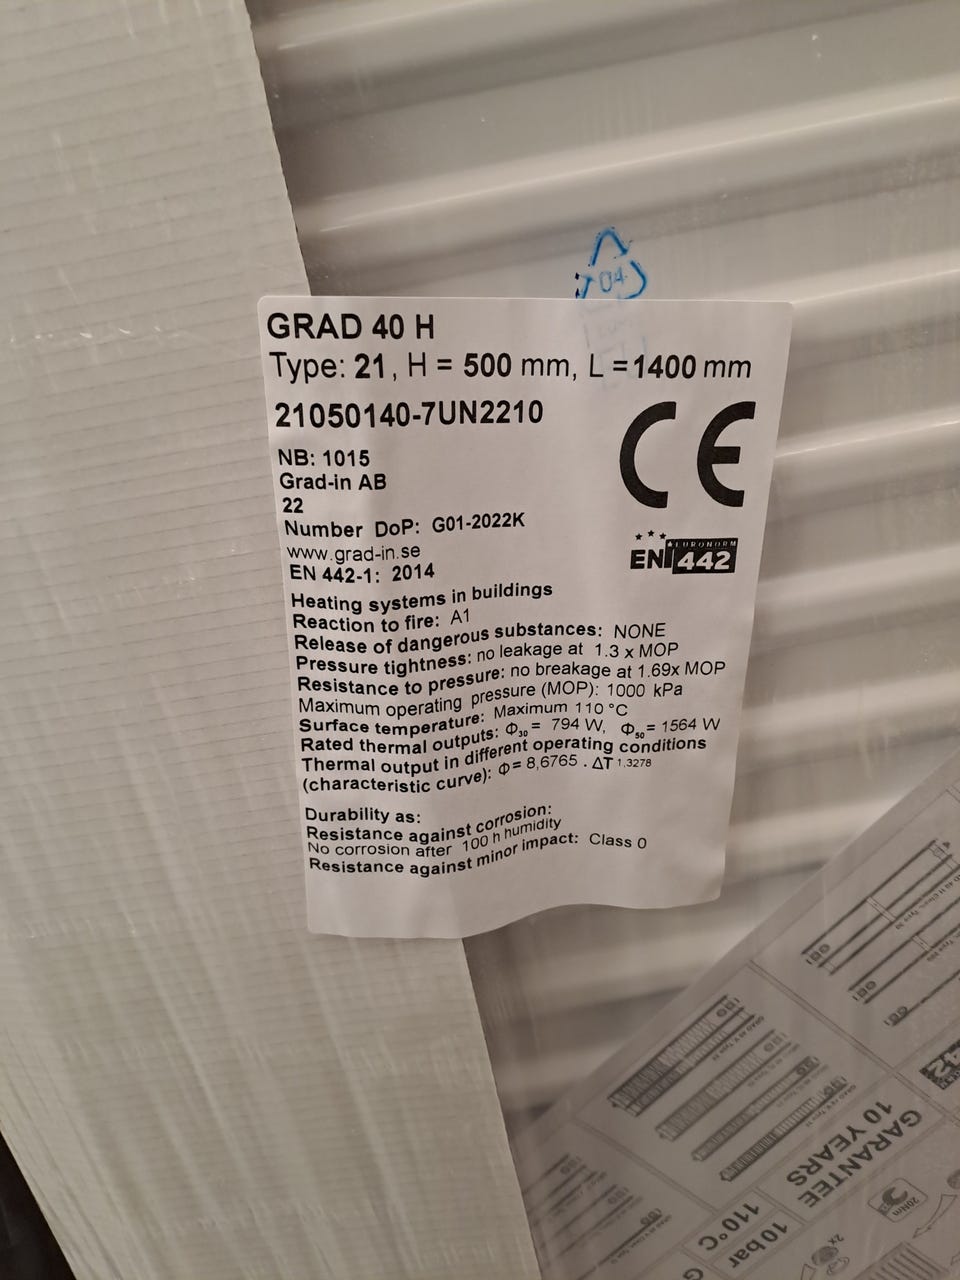 04
GRAD 40 H
Type: 21, H = 500 mm, L =1400 mm
21050140-7UN2210
CE
NB: 1015
Grad-in AB
22
Number DoP: G01-2022K
www.grad-in.se
EN 442-1: 2014
EURONORM
EN 442
Heating systems in buildings
Reaction to fire: A1
Release of dangerous substances: NONE
Pressure tightness: no leakage at 1.3 x MOP
Resistance to pressure: no breakage at 1.69x MOP
Maximum operating pressure (MOP): 1000 kPa
Surface temperature: Maximum 110 °C
Rated thermal outputs: Φ₃₀ = 794 W, Φ₅₀ = 1564 W
Thermal output in different operating conditions
(characteristic curve): Φ = 8,6765 . ΔT 1,3278
Durability as:
Resistance against corrosion:
No corrosion after 100 h humidity
Resistance against minor impact: Class 0
GARANTEE
10 YEARS
20Nm
2x
10 bar
110°C